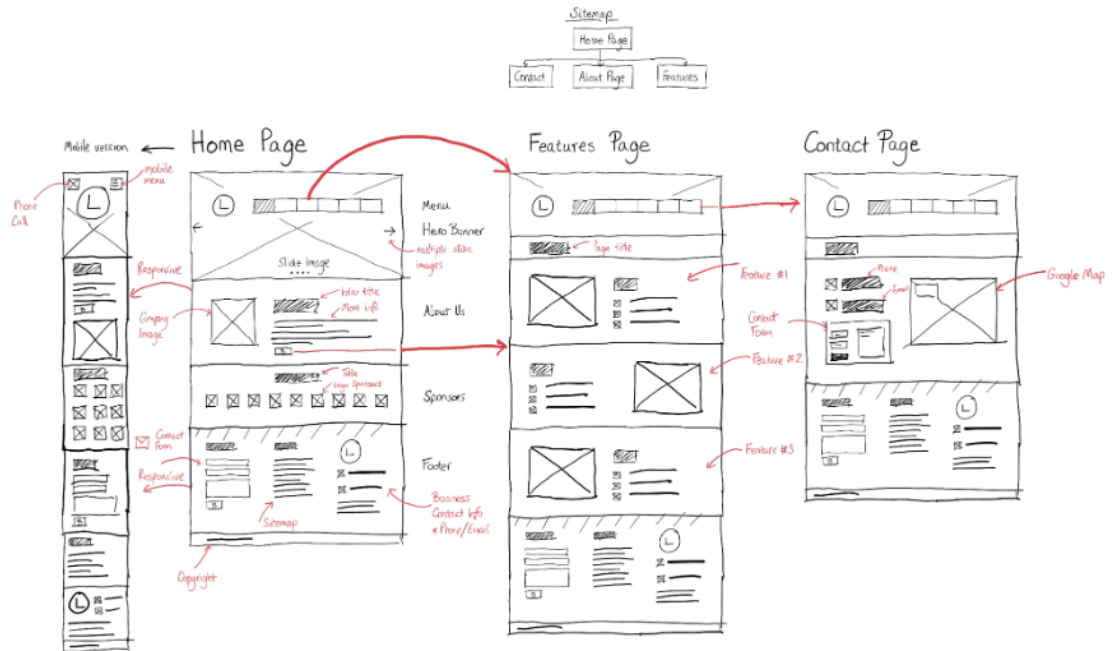 Sitemap
Home Page
Contact
About Page
Features
Mobile version
Home Page
Features Page
Contact Page
Phone
Call
mobile
menu
L
L
L
L
Menu
Hero Banner
multiple slide
images
Slide Image
Page title
Responsive
Company
Image
Intro title
More info
About Us
Feature #1
Phone
Email
Google Map
Contact
Form
Title
logo sponsors
Sponsors
Feature #2
Contact
Form
Responsive
L
L
L
Footer
Feature #3
Sitemap
Business
Contact Info
* Phone/Email
Copyright
L